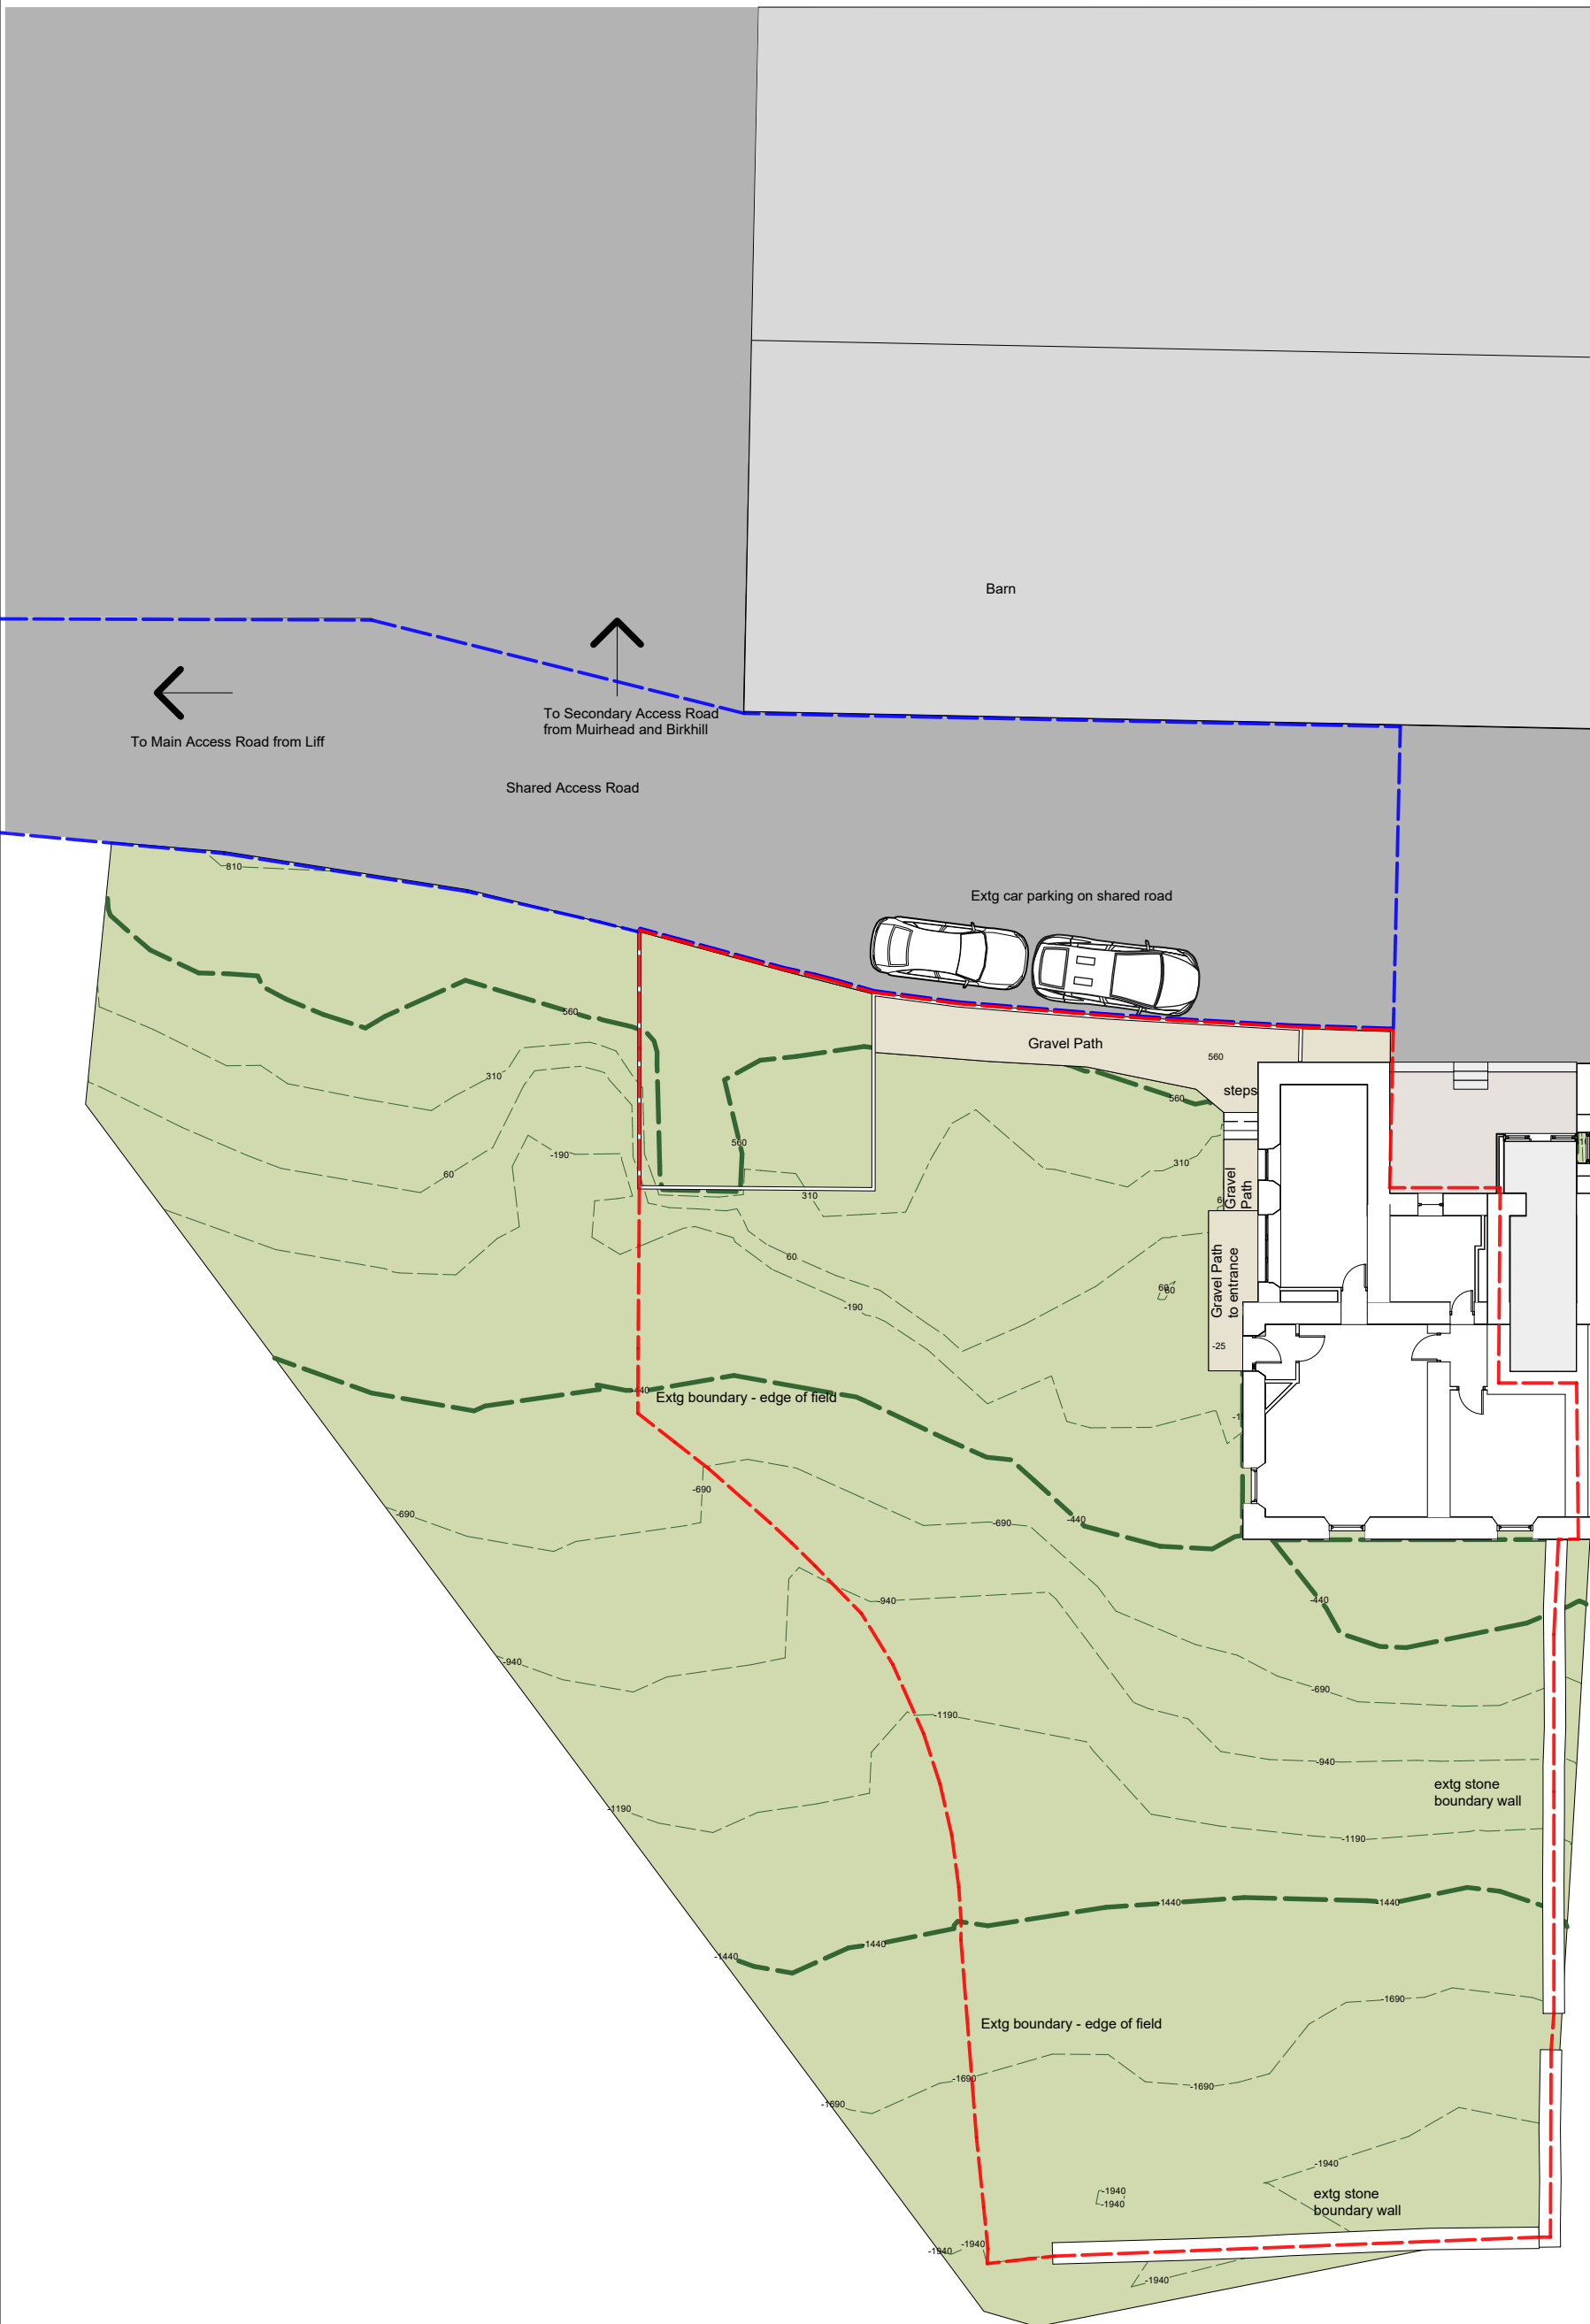 Barn
To Secondary Access Road
from Muirhead and Birkhill
To Main Access Road from Liff
Shared Access Road
810
Extg car parking on shared road
560
Gravel Path
560
310
steps
560
560
-190
310
60
310
Gravel
Path
60
Gravel Path
to entrance
60
60
-190
-25
-440
Extg boundary - edge of field
-690
-690
-690
-440
-440
-940
-940
-690
-1190
-940
extg stone
boundary wall
-1190
-1190
-1440
-1440
-1440
-1440
-1690
Extg boundary - edge of field
-1690
-1690
-1690
-1940
-1940
-1940
extg stone
boundary wall
-1940
-1940
-1940